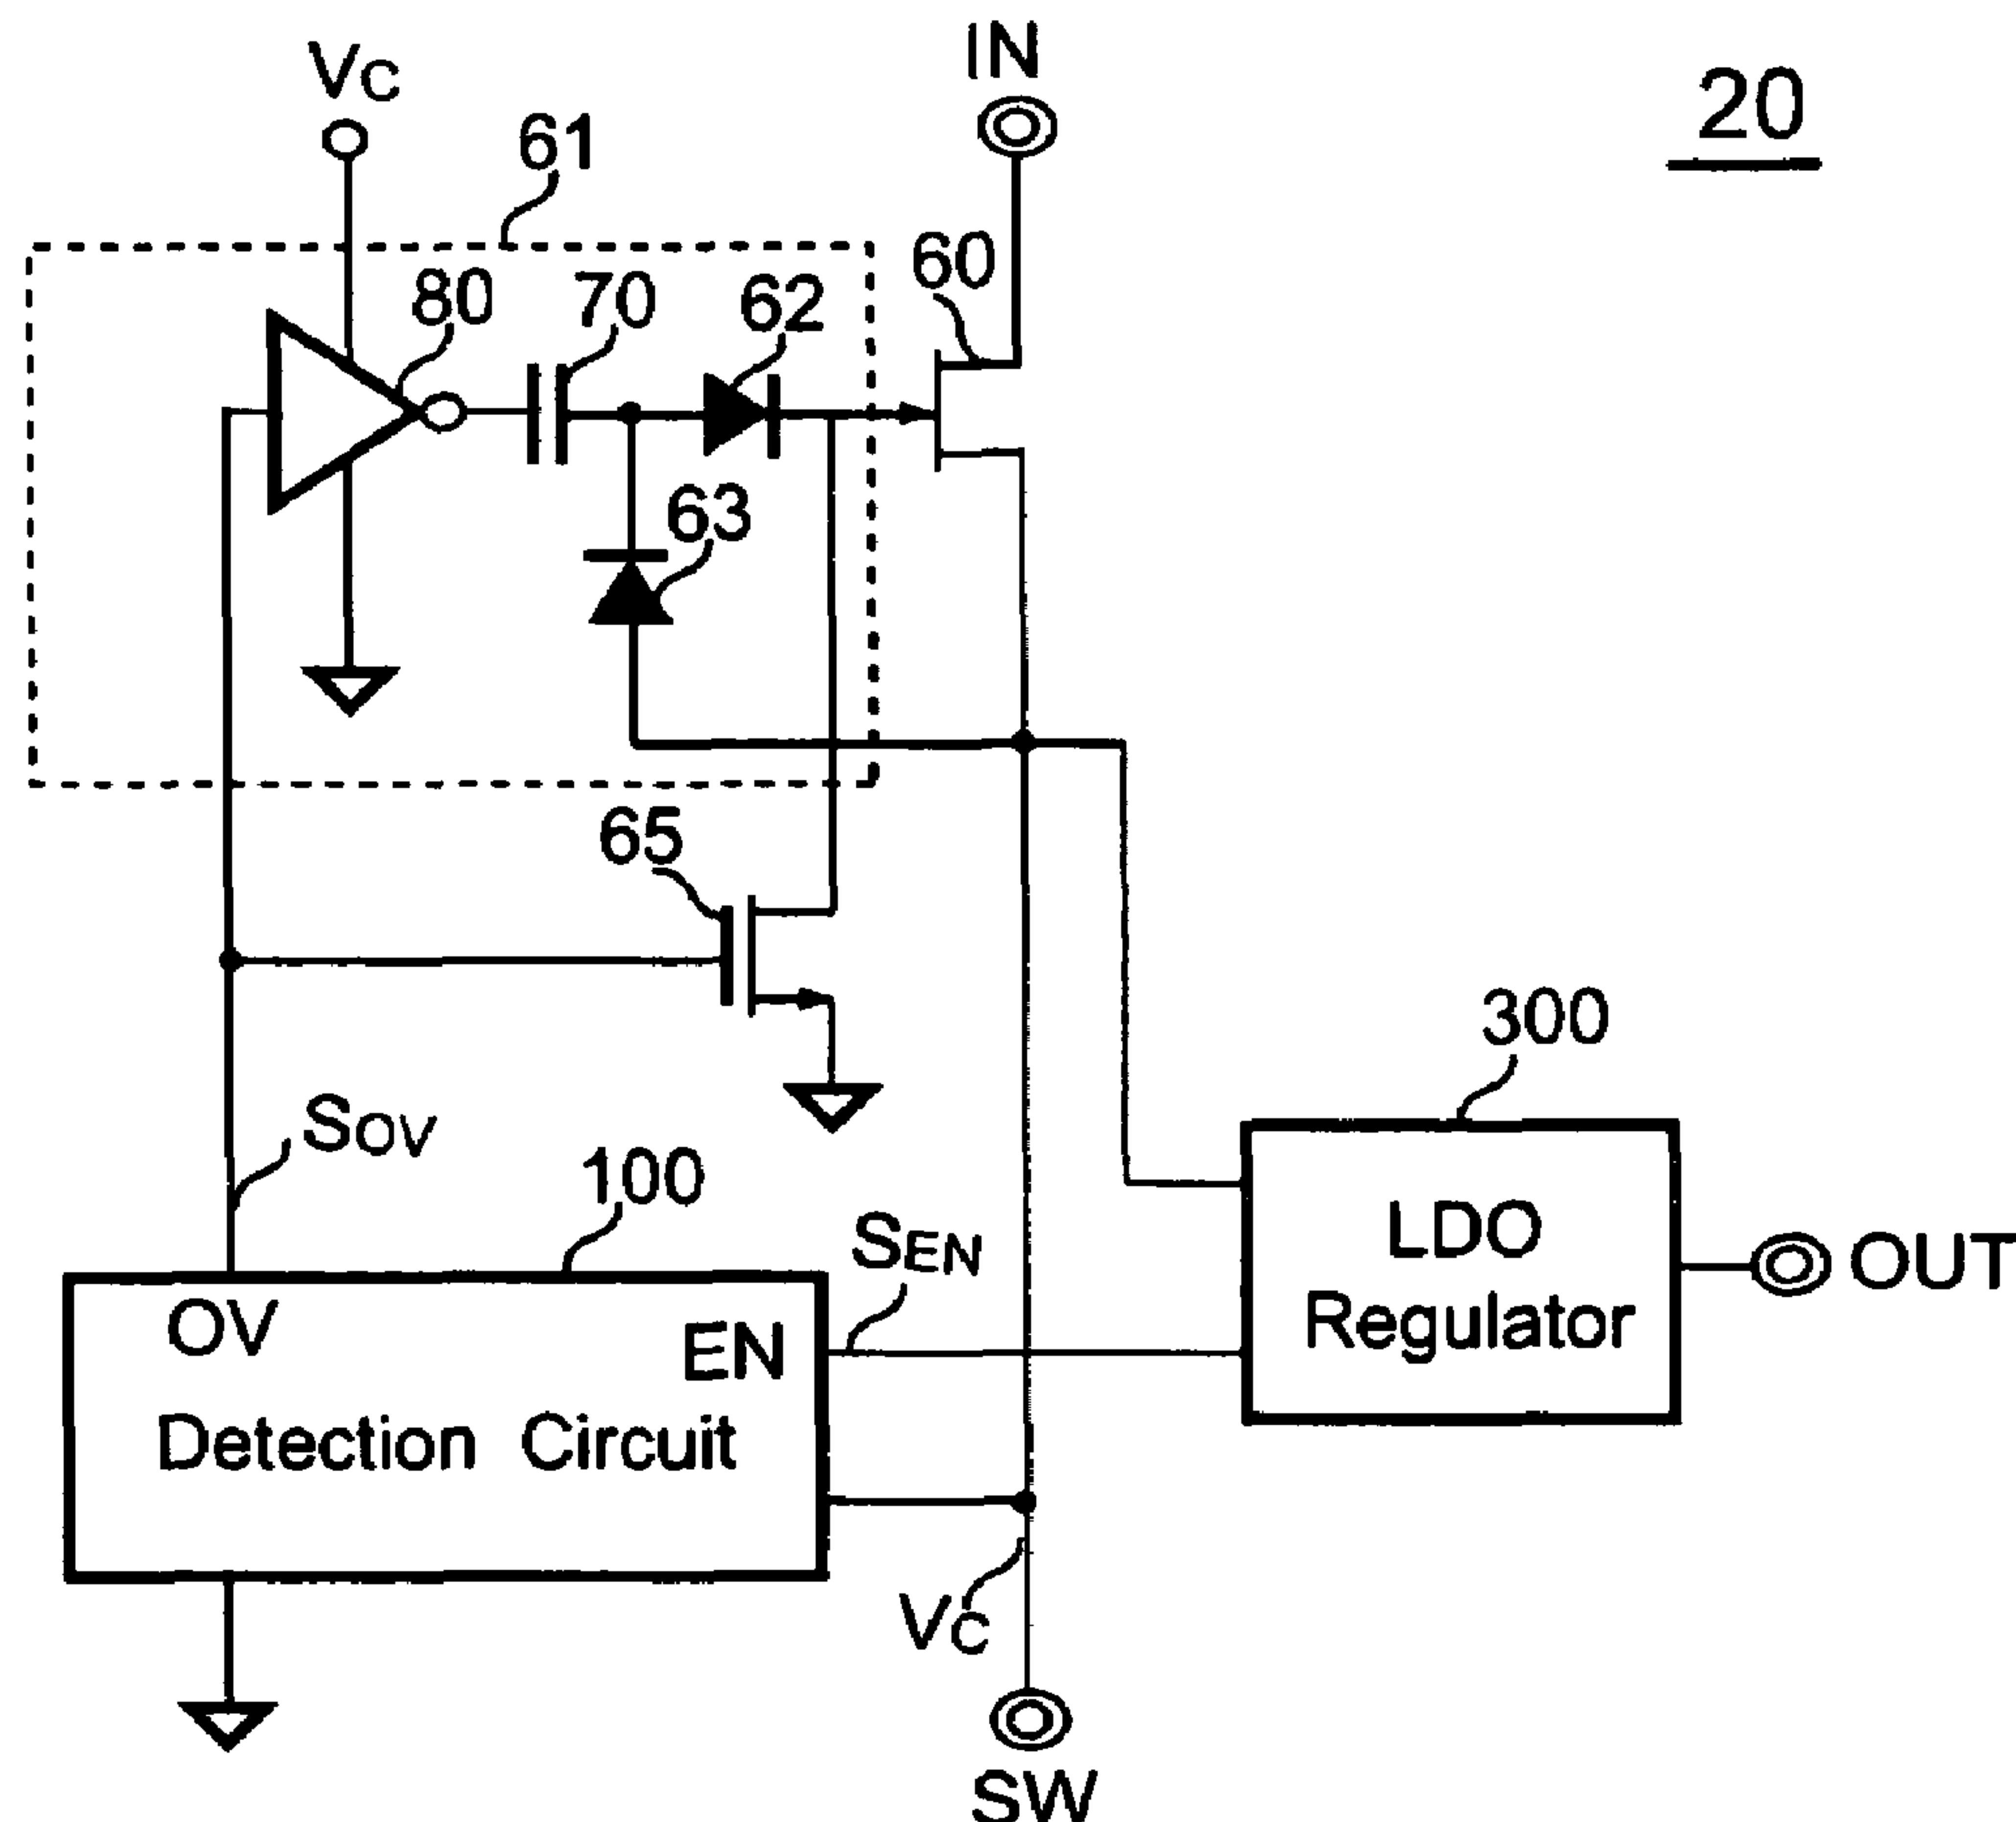 VC
IN
20
61
60
80
70
62
63
65
SOV
300
100
SEN
LDO
Regulator
OUT
OV
EN
Detection Circuit
VC
SW